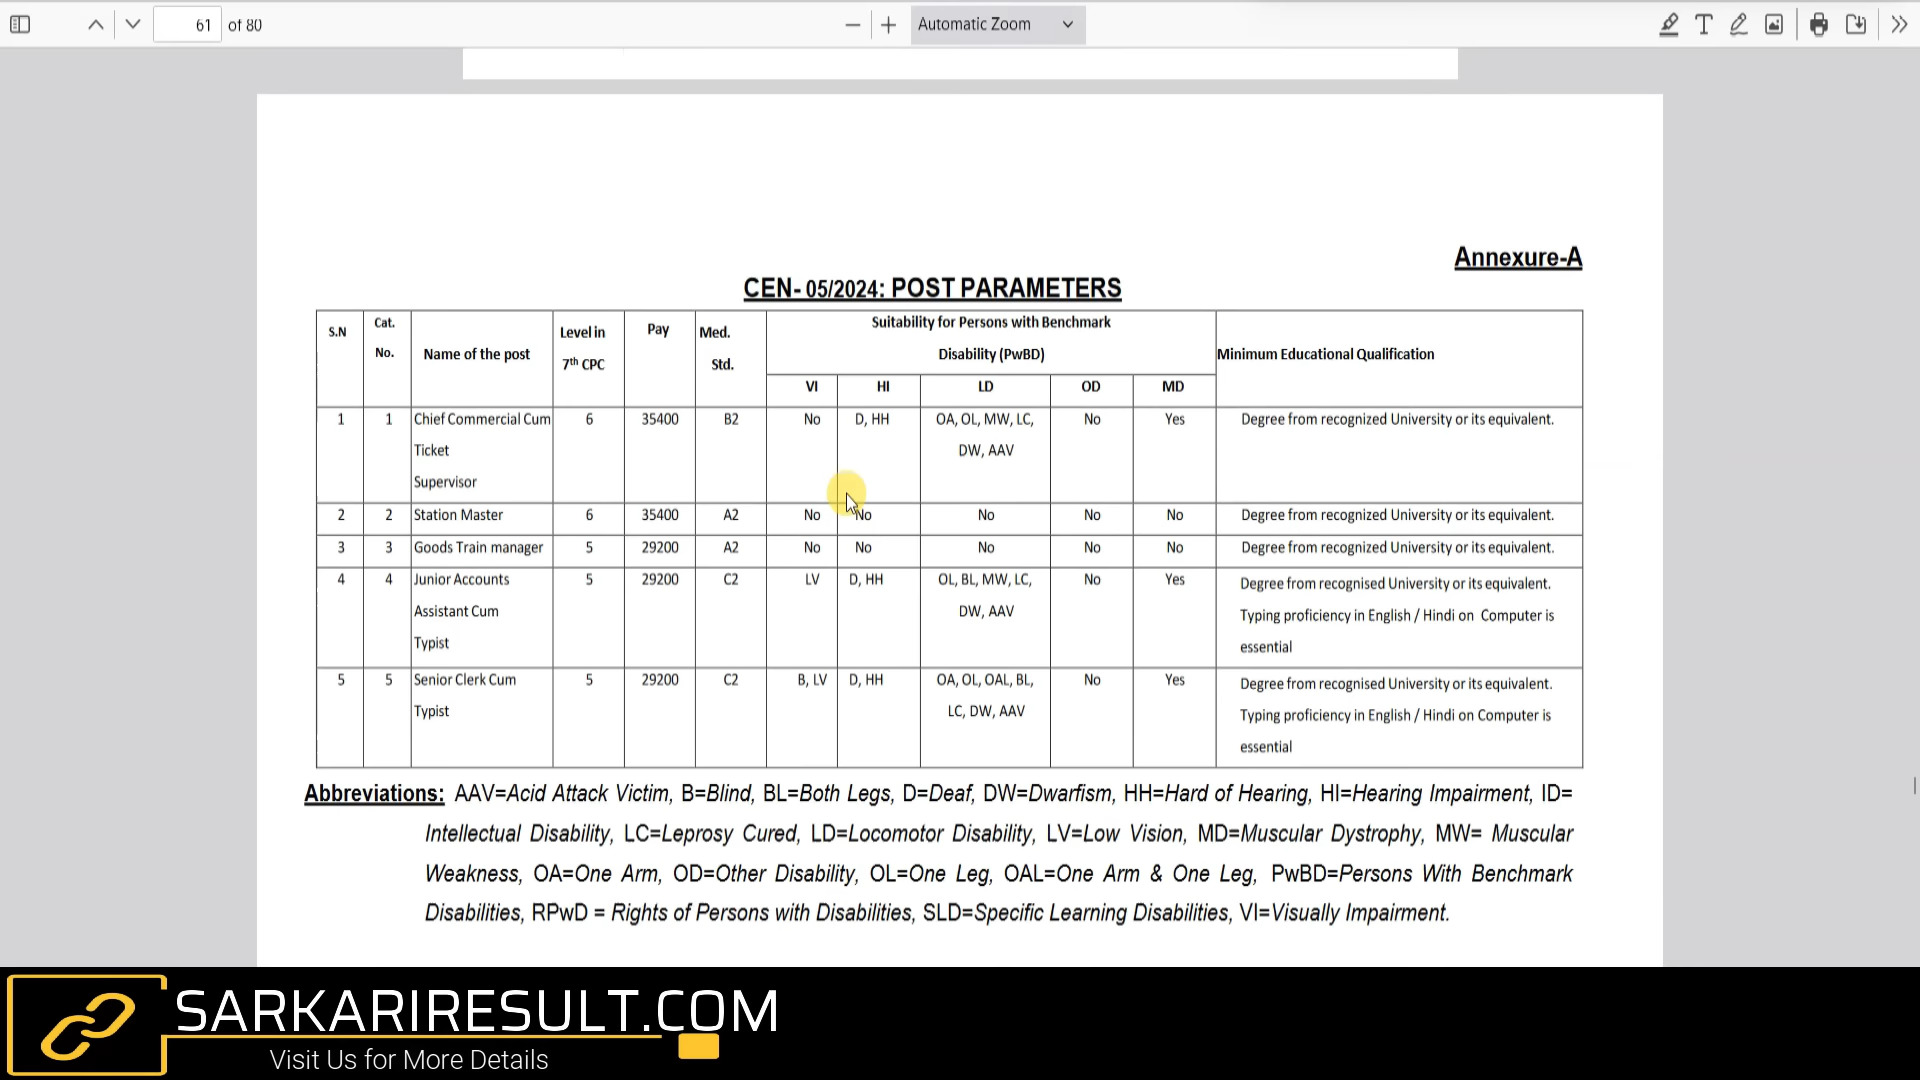 61 of 80 Automatic Zoom
Annexure-A
CEN- 05/2024: POST PARAMETERS
S.N Cat. No. Name of the post Level in 7th CPC Pay Med. Std. Suitability for Persons with Benchmark Disability (PwBD) Minimum Educational Qualification
VI HI LD OD MD
1 1 Chief Commercial Cum 6 35400 B2 No D, HH OA, OL, MW, LC, No Yes Degree from recognized University or its equivalent.
Ticket DW, AAV
Supervisor
2 2 Station Master 6 35400 A2 No No No No No Degree from recognized University or its equivalent.
3 3 Goods Train manager 5 29200 A2 No No No No No Degree from recognized University or its equivalent.
4 4 Junior Accounts 5 29200 C2 LV D, HH OL, BL, MW, LC, No Yes Degree from recognised University or its equivalent.
Assistant Cum DW, AAV Typing proficiency in English / Hindi on Computer is
Typist essential
5 5 Senior Clerk Cum 5 29200 C2 B, LV D, HH OA, OL, OAL, BL, No Yes Degree from recognised University or its equivalent.
Typist LC, DW, AAV Typing proficiency in English / Hindi on Computer is
essential
Abbreviations: AAV=Acid Attack Victim, B=Blind, BL=Both Legs, D=Deaf, DW=Dwarfism, HH=Hard of Hearing, HI=Hearing Impairment, ID=
Intellectual Disability, LC=Leprosy Cured, LD=Locomotor Disability, LV=Low Vision, MD=Muscular Dystrophy, MW= Muscular
Weakness, OA=One Arm, OD=Other Disability, OL=One Leg, OAL=One Arm & One Leg, PwBD=Persons With Benchmark
Disabilities, RPwD = Rights of Persons with Disabilities, SLD=Specific Learning Disabilities, VI=Visually Impairment.
SARKARIRESULT.COM
Visit Us for More Details